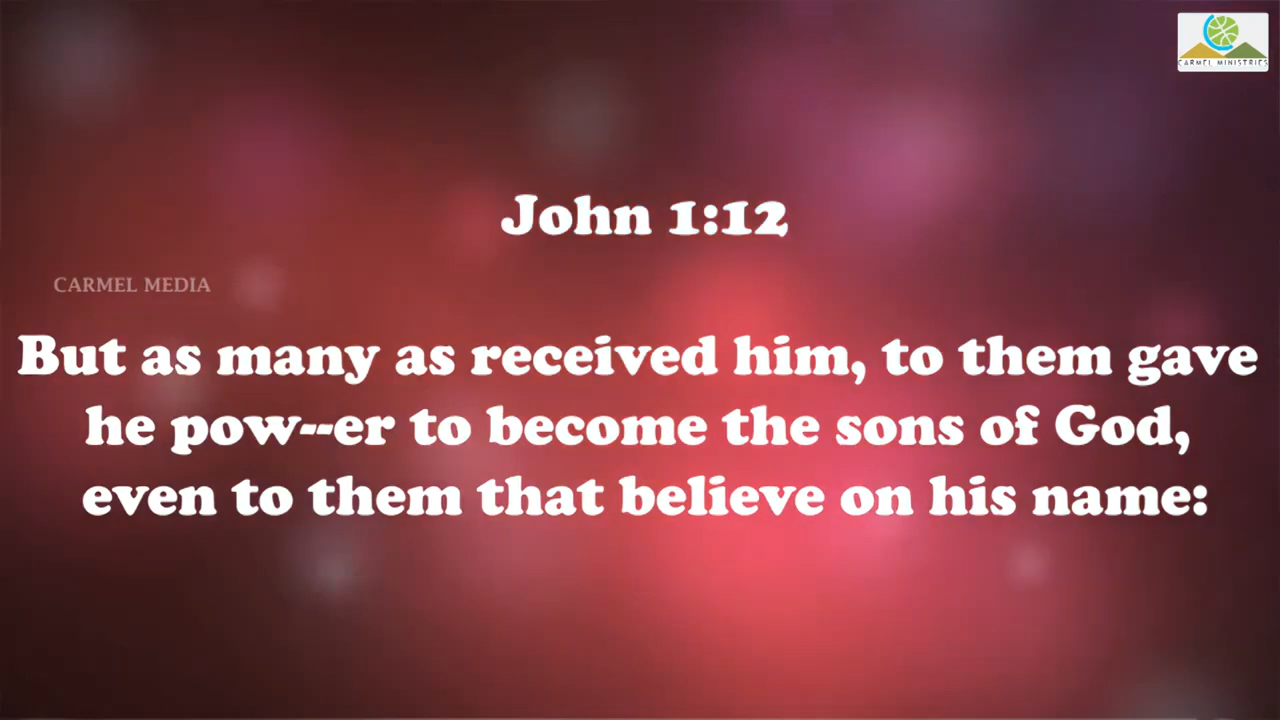 CARMEL MINISTRIES
John 1:12
CARMEL MEDIA
But as many as received him, to them gave
he pow--er to become the sons of God,
even to them that believe on his name: